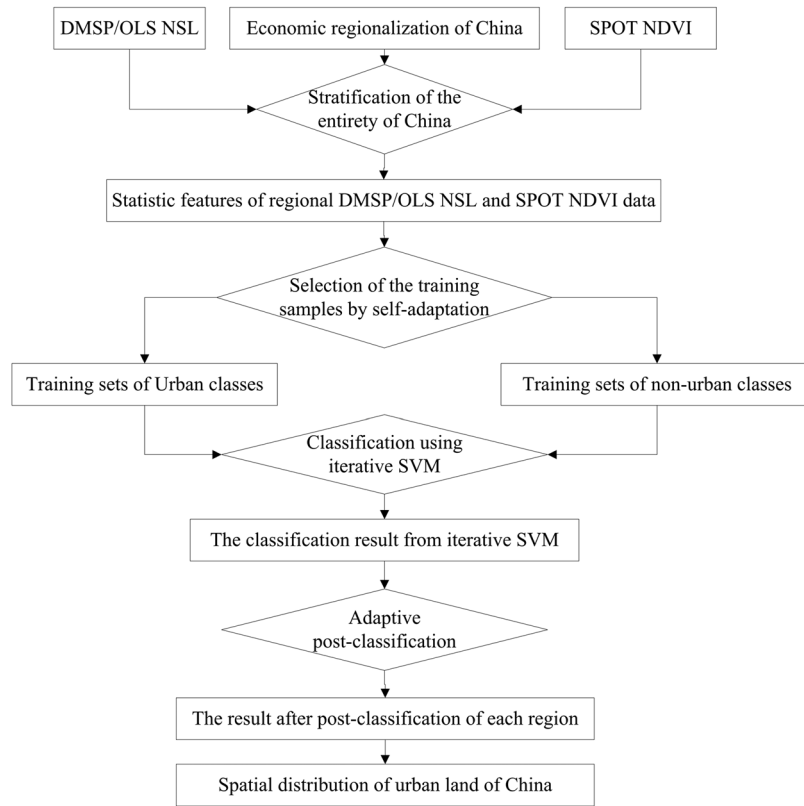 DMSP/OLS NSL
Economic regionalization of China
SPOT NDVI
Stratification of the
entirety of China
Statistic features of regional DMSP/OLS NSL and SPOT NDVI data
Selection of the training
samples by self-adaptation
Training sets of Urban classes
Training sets of non-urban classes
Classification using
iterative SVM
The classification result from iterative SVM
Adaptive
post-classification
The result after post-classification of each region
Spatial distribution of urban land of China